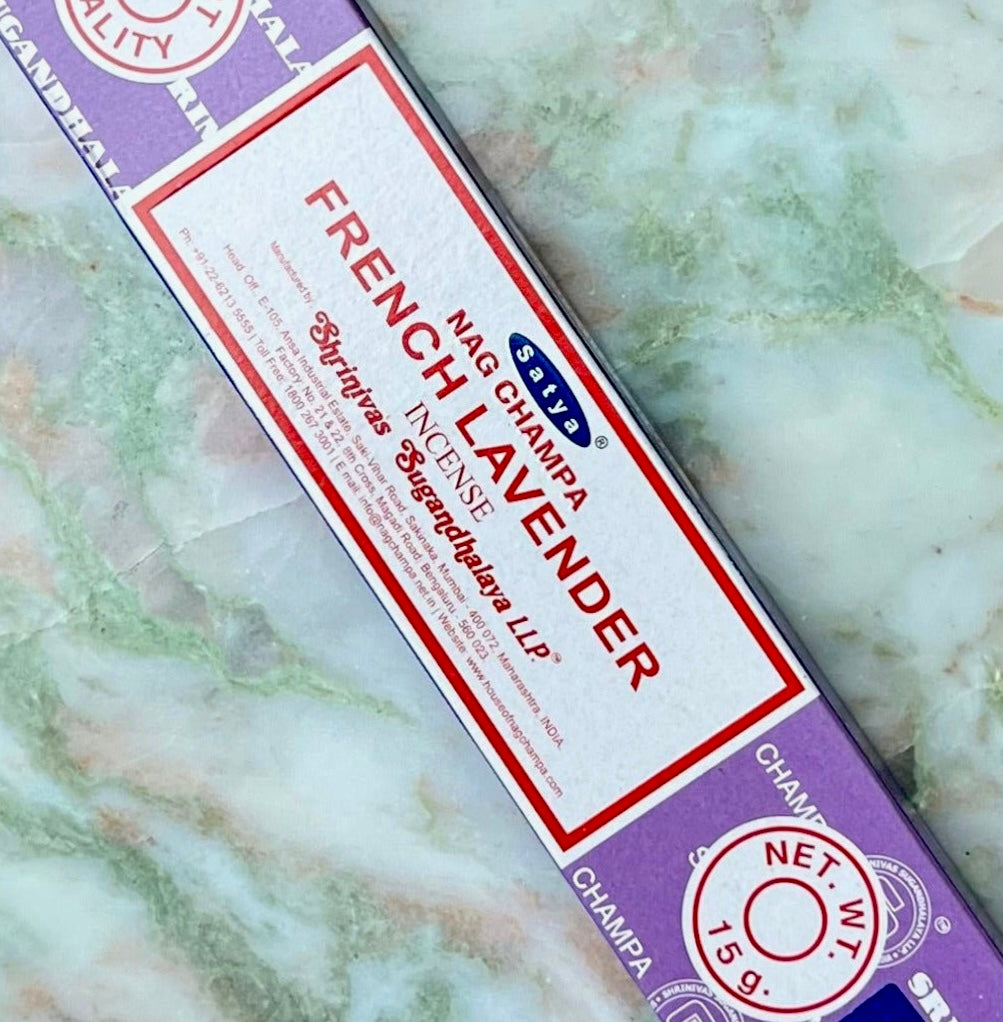 QUALITY
SUGANDHALA
Satya®
NAG CHAMPA
FRENCH LAVENDER
INCENSE
Manufactured by
Shrinivas Sugandhalaya LLP.™
Head. Off.: E-105, Ansa Industrial Estate, Saki-Vihar Road, Sakinaka, Mumbai - 400 072, Maharashtra, INDIA.
Factory: No. 21 & 22, 8th Cross, Magadi Road, Bengaluru - 560 023.
Ph.: +91-22-6213 5555 | Toll Free: 1800 267 3001 | E mail: info@nagchampa.net.in | Website: www.houseofnagchampa.com
CHAMPA
NET. WT.
15 g.
CHAMPA
SRI